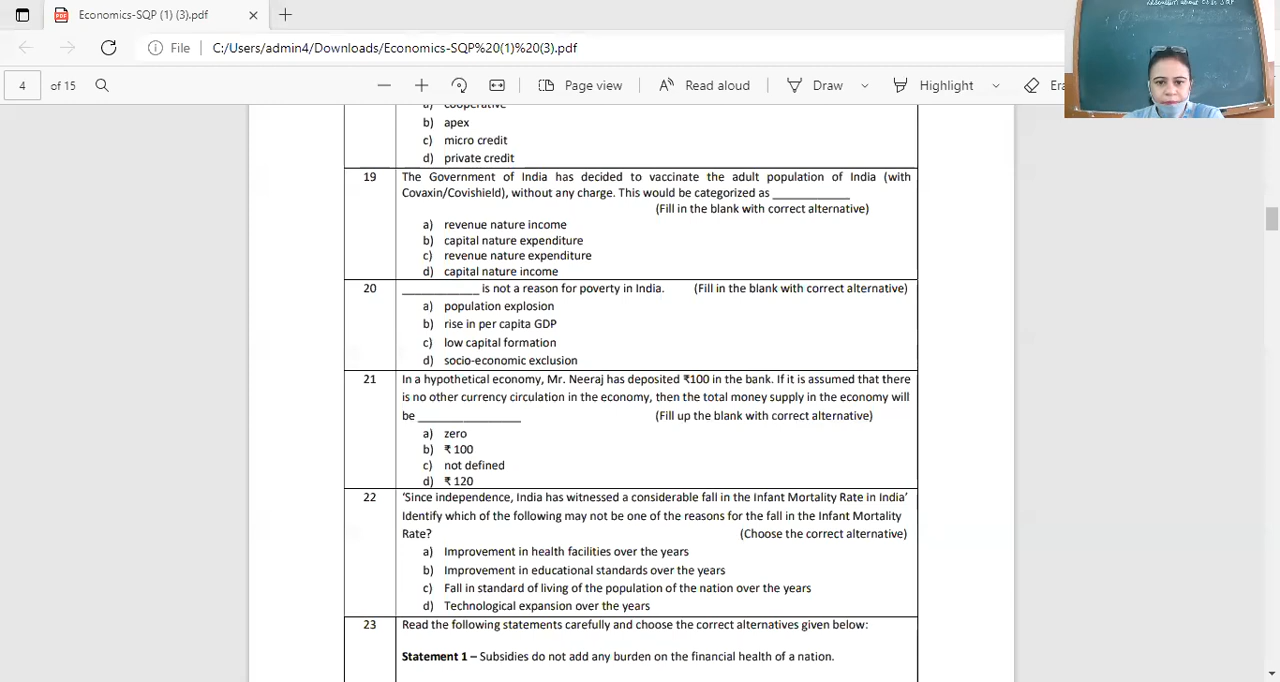 Economics-SQP (1) (3).pdf
File C:/Users/admin4/Downloads/Economics-SQP%20(1)%20(3).pdf
4 of 15 Page view Read aloud Draw Highlight
b) apex
c) micro credit
d) private credit
19 The Government of India has decided to vaccinate the adult population of India (with
Covaxin/Covishield), without any charge. This would be categorized as ____________
(Fill in the blank with correct alternative)
a) revenue nature income
b) capital nature expenditure
c) revenue nature expenditure
d) capital nature income
20 ____________ is not a reason for poverty in India. (Fill in the blank with correct alternative)
a) population explosion
b) rise in per capita GDP
c) low capital formation
d) socio-economic exclusion
21 In a hypothetical economy, Mr. Neeraj has deposited ₹100 in the bank. If it is assumed that there
is no other currency circulation in the economy, then the total money supply in the economy will
be ________________ (Fill up the blank with correct alternative)
a) zero
b) ₹ 100
c) not defined
d) ₹ 120
22 ‘Since independence, India has witnessed a considerable fall in the Infant Mortality Rate in India’
Identify which of the following may not be one of the reasons for the fall in the Infant Mortality
Rate? (Choose the correct alternative)
a) Improvement in health facilities over the years
b) Improvement in educational standards over the years
c) Fall in standard of living of the population of the nation over the years
d) Technological expansion over the years
23 Read the following statements carefully and choose the correct alternatives given below:
Statement 1 – Subsidies do not add any burden on the financial health of a nation.